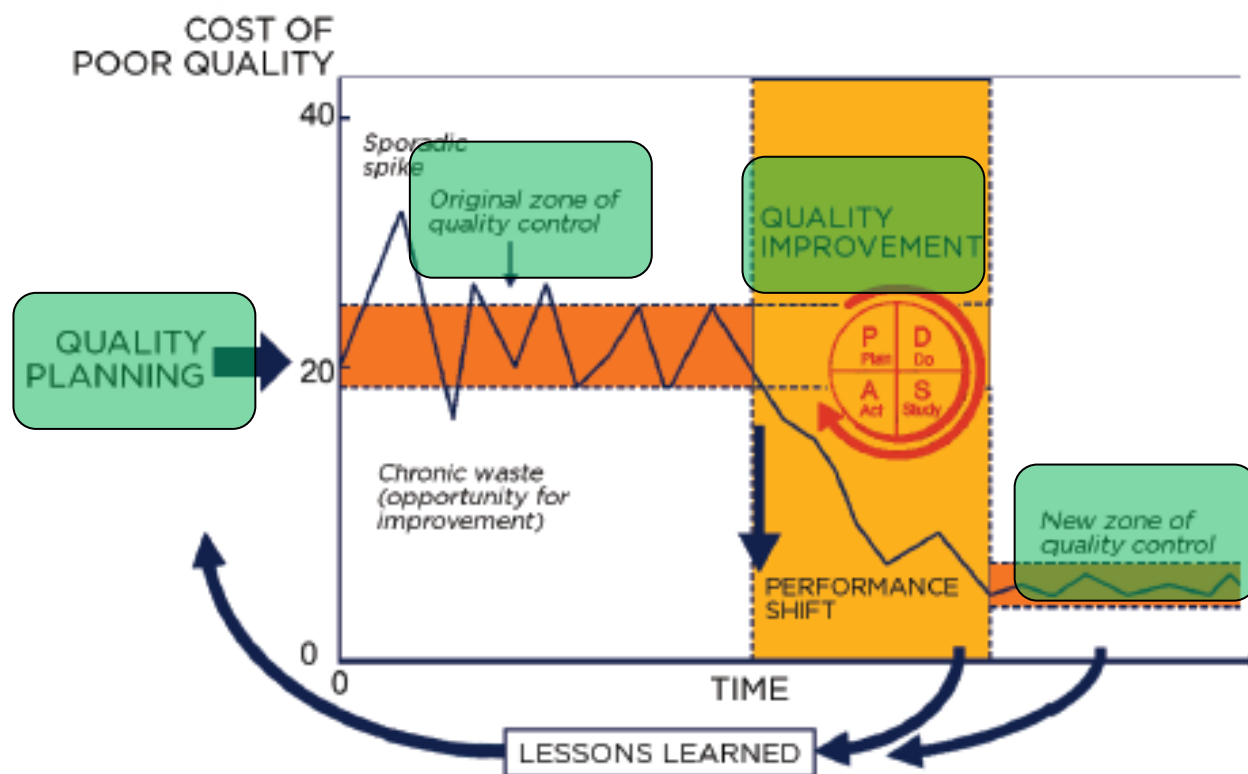 COST OF
POOR QUALITY
40
Sporadic
spike
Original zone of
quality control
QUALITY
IMPROVEMENT
QUALITY
PLANNING
20
P
Plan
D
Do
A
Act
S
Study
Chronic waste
(opportunity for
improvement)
New zone of
quality control
PERFORMANCE
SHIFT
0
0
TIME
LESSONS LEARNED